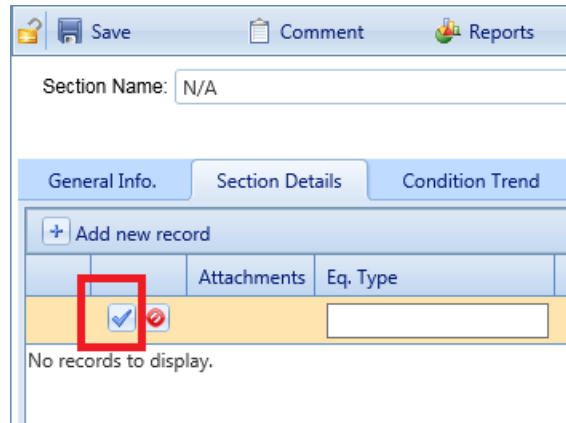 Save Comment Reports
Section Name: N/A
General Info. Section Details Condition Trend
Add new record
Attachments Eq. Type
No records to display.